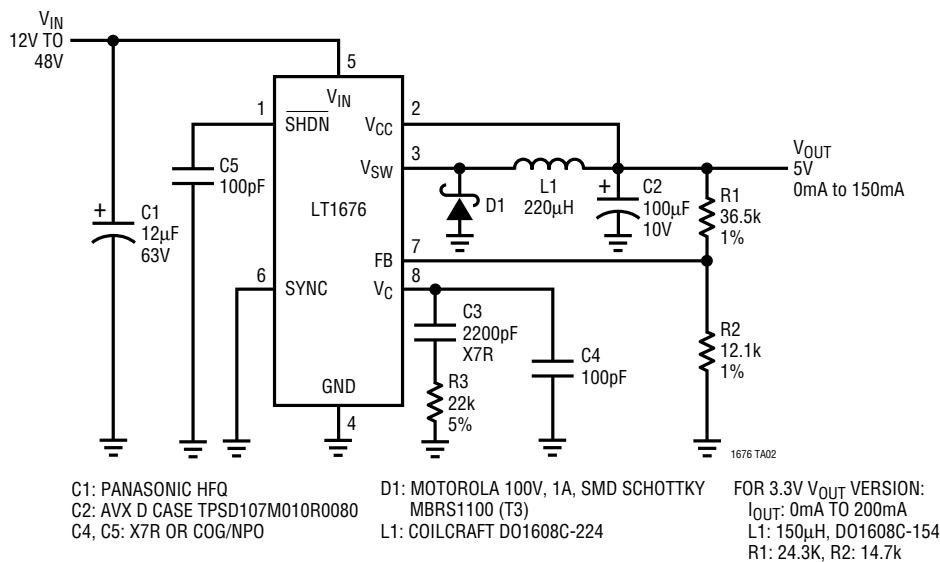 VIN
12V TO
48V
5
VIN
1
SHDN
2
VCC
3
VSW
C5
100pF
LT1676
D1
L1
220μH
+
C2
100μF
10V
VOUT
5V
0mA to 150mA
R1
36.5k
1%
+
C1
12μF
63V
7
FB
6
SYNC
8
VC
C3
2200pF
X7R
C4
100pF
R2
12.1k
1%
R3
22k
5%
GND
4
1676 TA02
C1: PANASONIC HFQ
C2: AVX D CASE TPSD107M010R0080
C4, C5: X7R OR COG/NPO
D1: MOTOROLA 100V, 1A, SMD SCHOTTKY
MBRS1100 (T3)
L1: COILCRAFT DO1608C-224
FOR 3.3V VOUT VERSION:
IOUT: 0mA TO 200mA
L1: 150μH, DO1608C-154
R1: 24.3K, R2: 14.7k